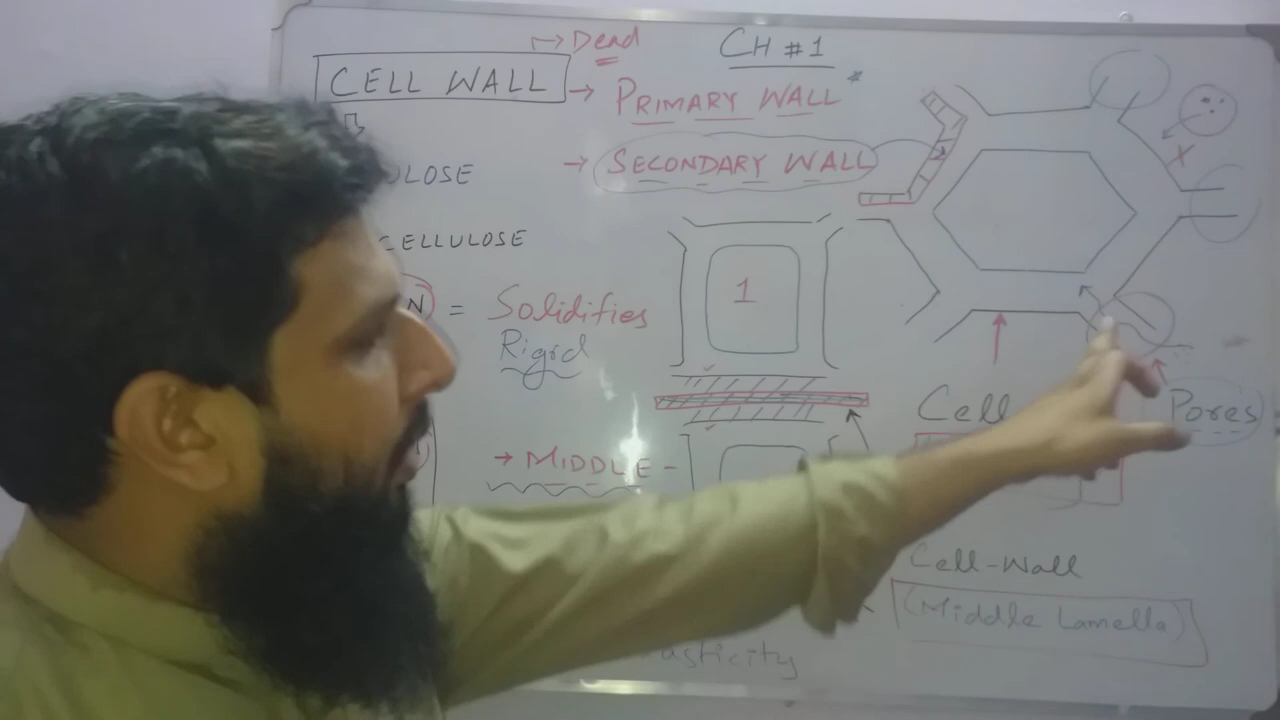 Dead
CH # 1
CELL WALL
→ PRIMARY WALL *
→ SECONDARY WALL
ULOSE
CELLULOSE
N = Solidifies
Rigid
1
X
Cell
Pores
→ MIDDLE -
Cell-Wall
(Middle Lamella)
asticity